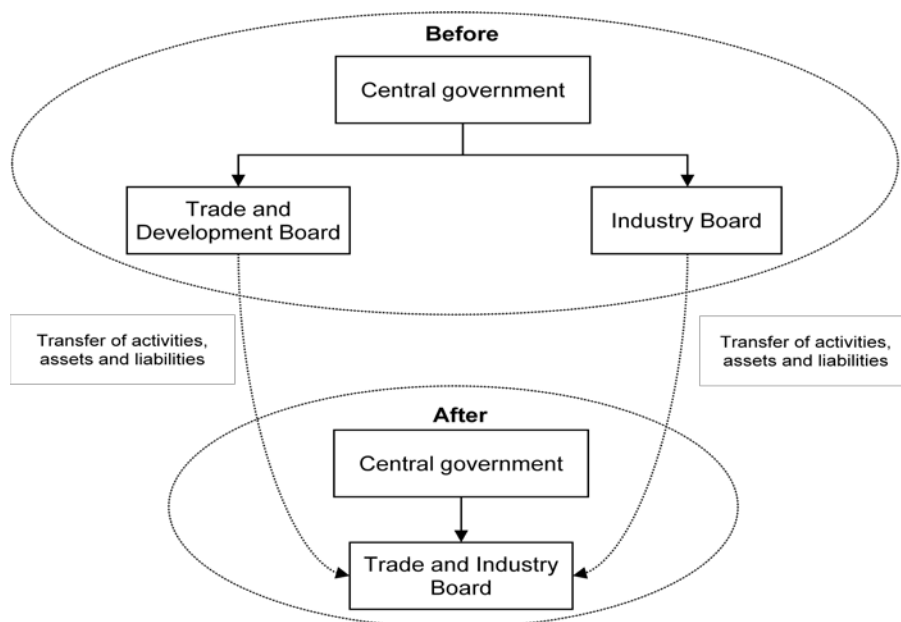 Before
Central government
Trade and
Development Board
Industry Board
Transfer of activities,
assets and liabilities
Transfer of activities,
assets and liabilities
After
Central government
Trade and Industry
Board